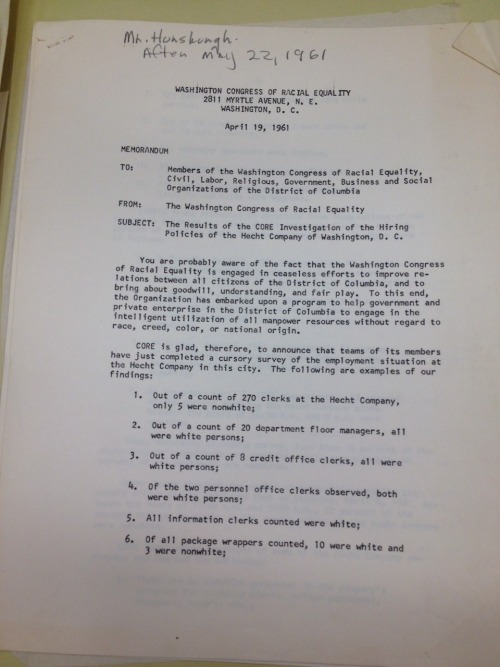 Mr. Hansbough.
After May 22, 1961
WASHINGTON CONGRESS OF RACIAL EQUALITY
2811 MYRTLE AVENUE, N. E.
WASHINGTON, D. C.
April 19, 1961
MEMORANDUM
TO: Members of the Washington Congress of Racial Equality,
Civil, Labor, Religious, Government, Business and Social
Organizations of the District of Columbia
FROM: The Washington Congress of Racial Equality
SUBJECT: The Results of the CORE Investigation of the Hiring
Policies of the Hecht Company of Washington, D. C.
You are probably aware of the fact that the Washington Congress
of Racial Equality is engaged in ceaseless efforts to improve re-
lations between all citizens of the District of Columbia, and to
bring about goodwill, understanding, and fair play. To this end,
the Organization has embarked upon a program to help government and
private enterprise in the District of Columbia to engage in the
intelligent utilization of all manpower resources without regard to
race, creed, color, or national origin.
CORE is glad, therefore, to announce that teams of its members
have just completed a cursory survey of the employment situation at
the Hecht Company in this city. The following are examples of our
findings:
1. Out of a count of 270 clerks at the Hecht Company,
only 5 were nonwhite;
2. Out of a count of 20 department floor managers, all
were white persons;
3. Out of a count of 8 credit office clerks, all were
white persons;
4. Of the two personnel office clerks observed, both
were white persons;
5. All information clerks counted were white;
6. Of all package wrappers counted, 10 were white and
3 were nonwhite;